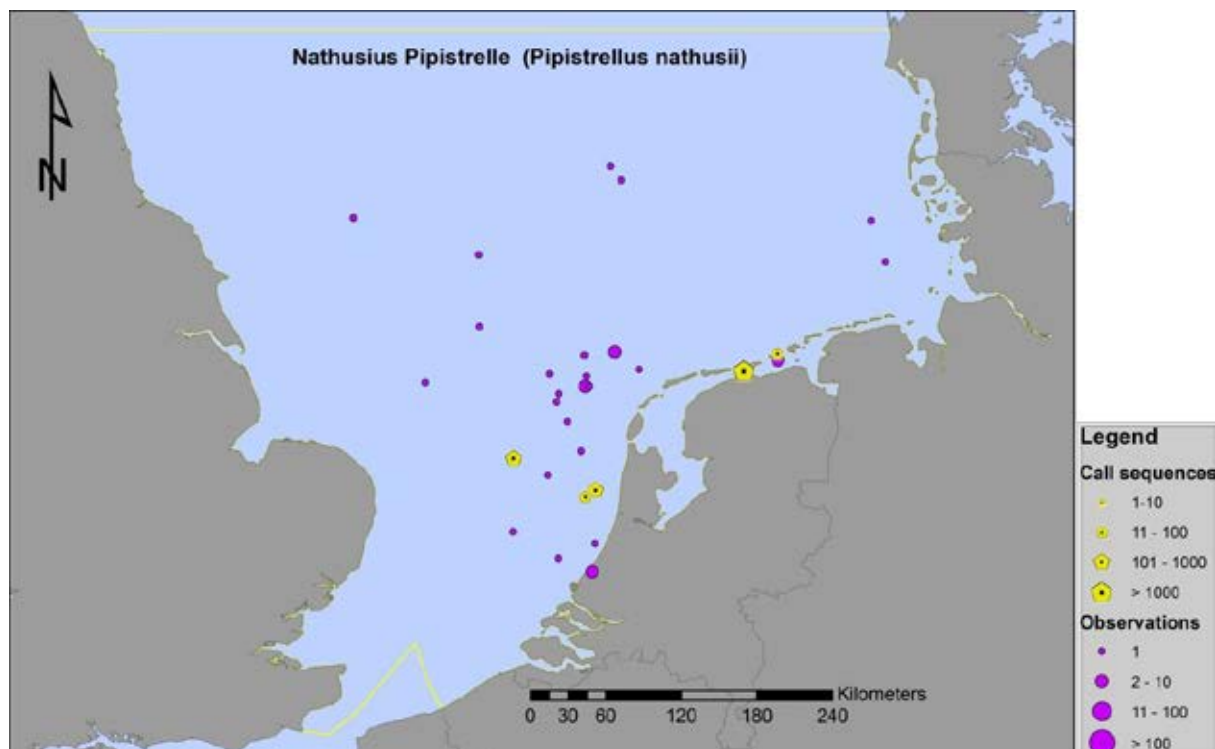 Nathusius Pipistrelle (Pipistrellus nathusii)
N
Kilometers
0 30 60 120 180 240
Legend
Call sequences
1-10
11 - 100
101 - 1000
> 1000
Observations
1
2 - 10
11 - 100
> 100